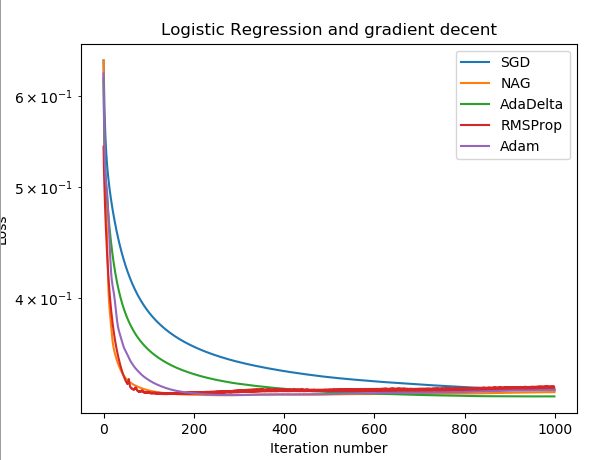 Logistic Regression and gradient decent
SGD
NAG
AdaDelta
RMSProp
Adam
6 × 10⁻¹
5 × 10⁻¹
4 × 10⁻¹
Loss
0 200 400 600 800 1000
Iteration number